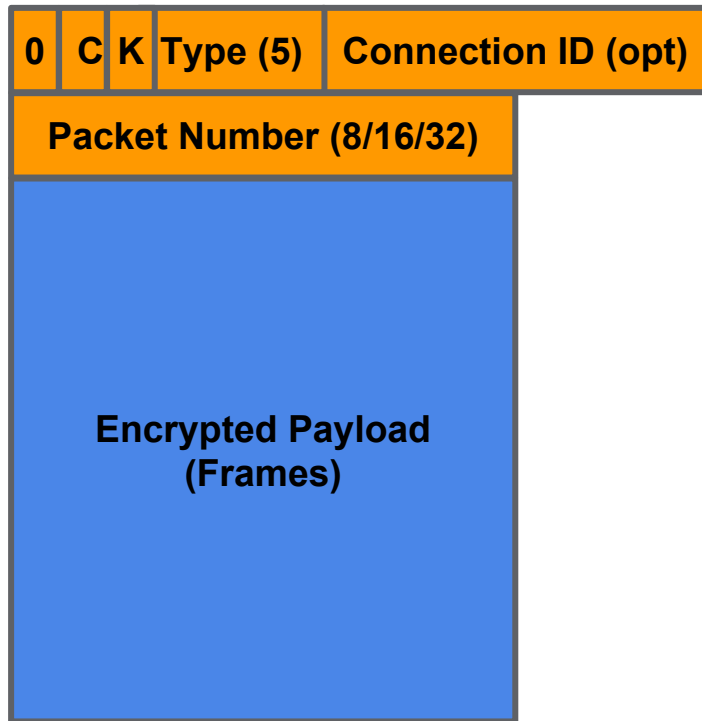 0 C K Type (5) Connection ID (opt)
Packet Number (8/16/32)
Encrypted Payload
(Frames)